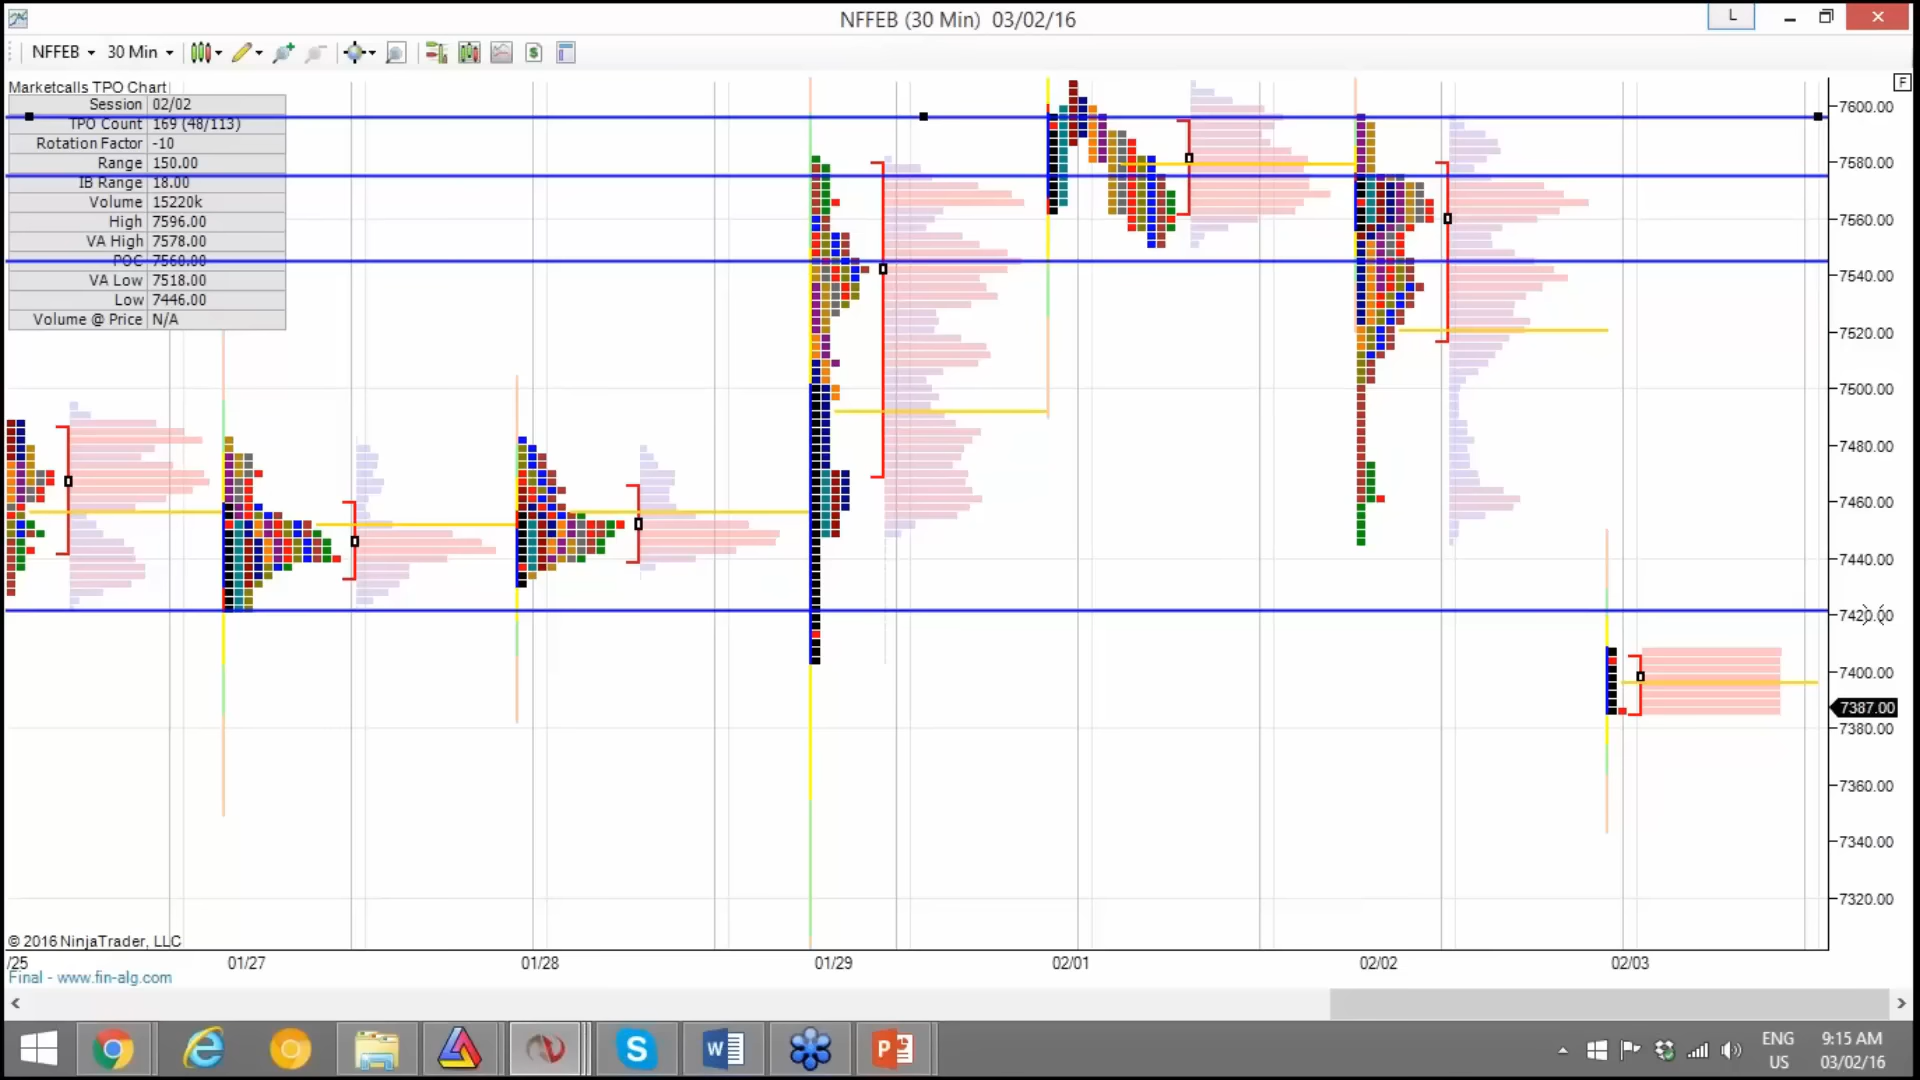 NFFEB (30 Min) 03/02/16
L
NFFEB 30 Min
Marketcalls TPO Chart
F
Session 02/02
TPO Count 169 (48/113)
Rotation Factor -10
Range 150.00
IB Range 18.00
Volume 15220k
High 7596.00
VA High 7578.00
POC 7560.00
VA Low 7518.00
Low 7446.00
Volume @ Price N/A
7600.00
7580.00
7560.00
7540.00
7520.00
7500.00
7480.00
7460.00
7440.00
7420.00
7400.00
7387.00
7380.00
7360.00
7340.00
7320.00
© 2016 NinjaTrader, LLC
/25 01/27 01/28 01/29 02/01 02/02 02/03
Final - www.fin-alg.com
ENG 9:15 AM
US 03/02/16